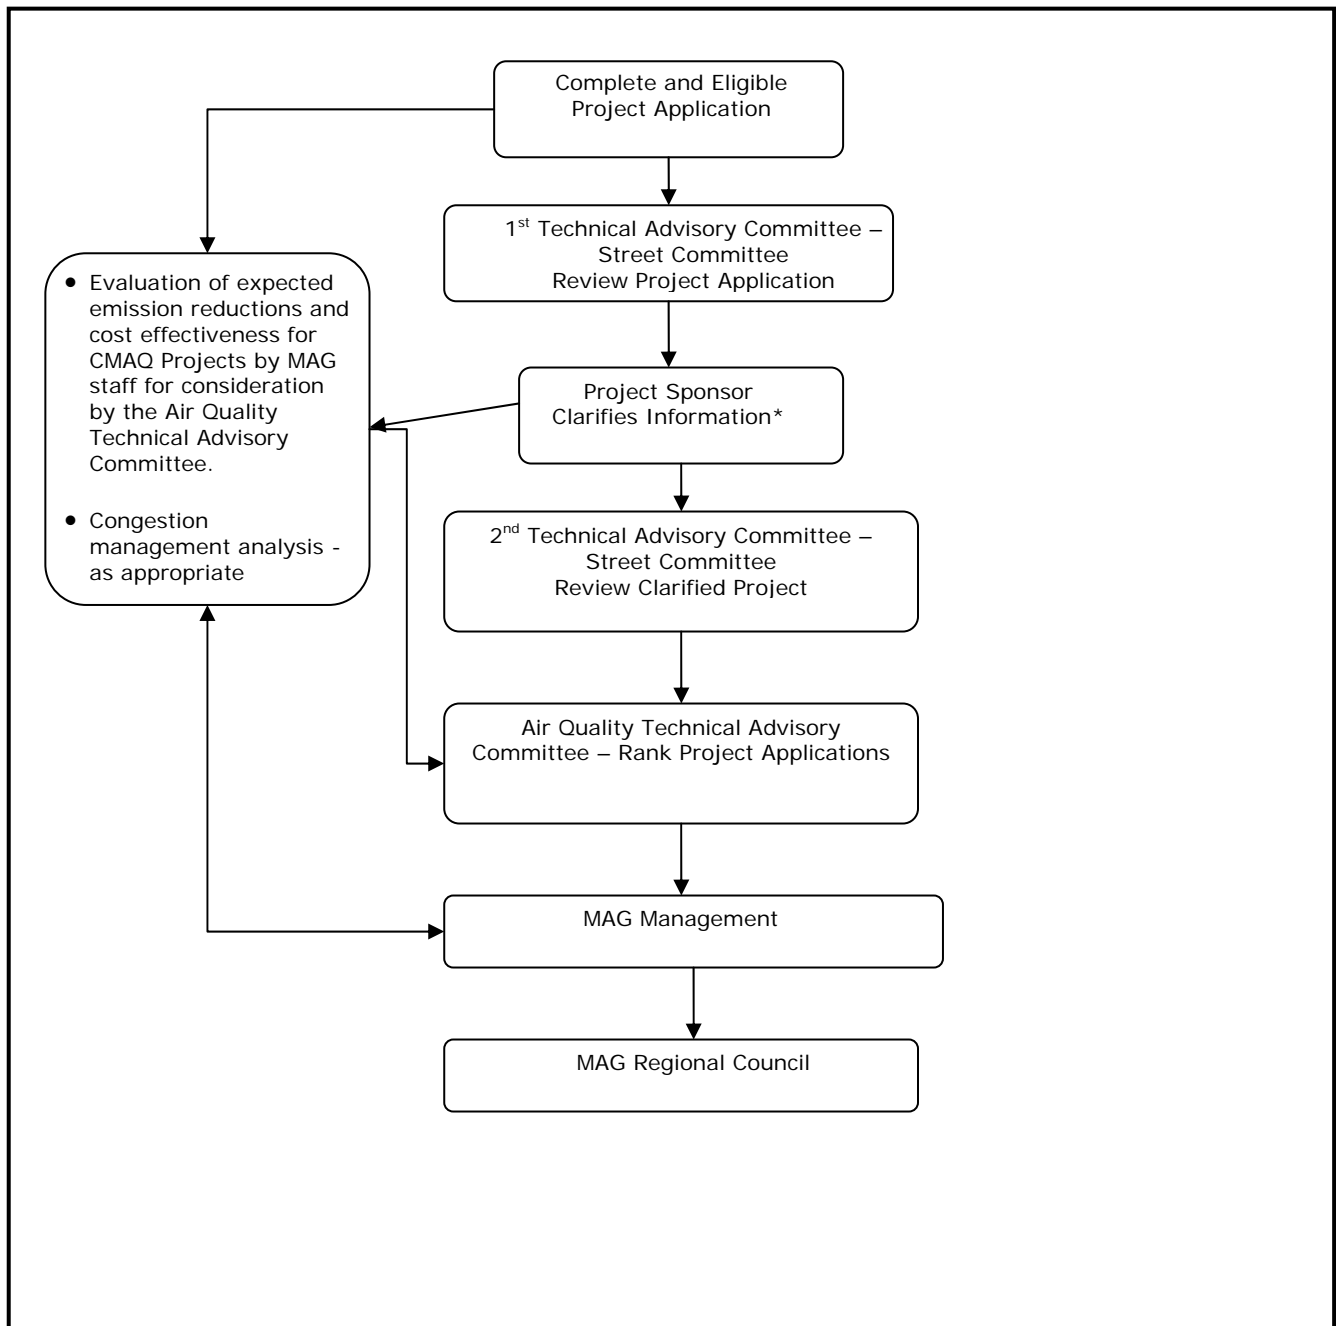 Complete and Eligible
Project Application
1st Technical Advisory Committee –
Street Committee
Review Project Application
• Evaluation of expected
emission reductions and
cost effectiveness for
CMAQ Projects by MAG
staff for consideration
by the Air Quality
Technical Advisory
Committee.
• Congestion
management analysis -
as appropriate
Project Sponsor
Clarifies Information*
2nd Technical Advisory Committee –
Street Committee
Review Clarified Project
Air Quality Technical Advisory
Committee – Rank Project Applications
MAG Management
MAG Regional Council